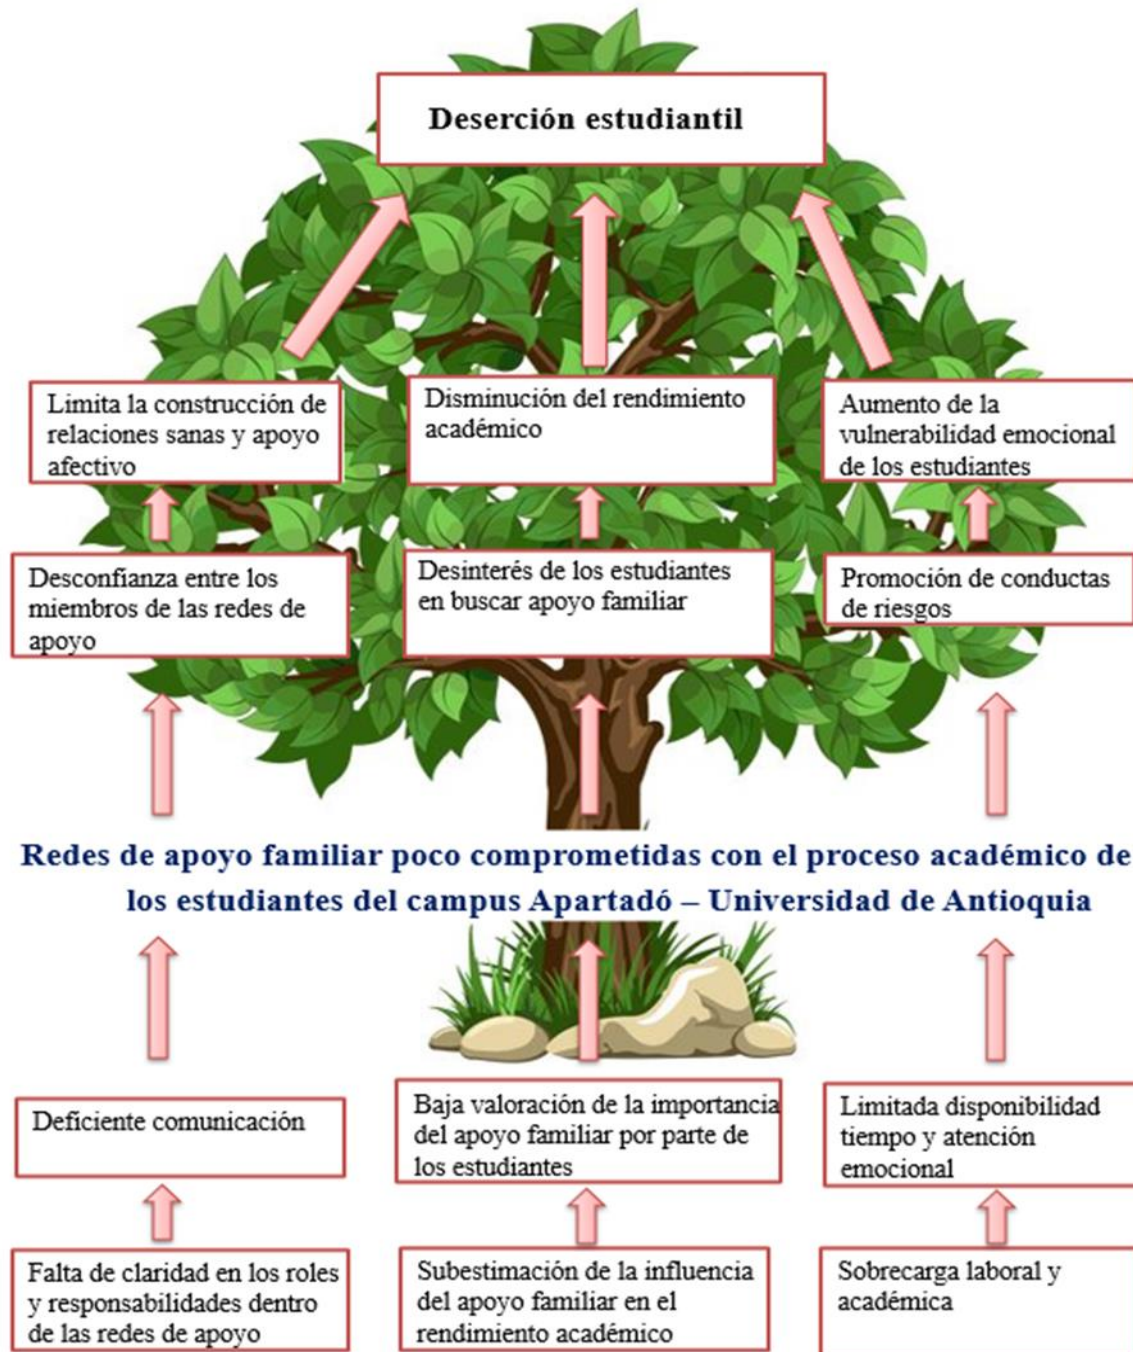 Deserción estudiantil
Limita la construcción de
relaciones sanas y apoyo
afectivo
Disminución del rendimiento
académico
Aumento de la
vulnerabilidad emocional
de los estudiantes
Desconfianza entre los
miembros de las redes de
apoyo
Desinterés de los estudiantes
en buscar apoyo familiar
Promoción de conductas
de riesgos
Redes de apoyo familiar poco comprometidas con el proceso académico de
los estudiantes del campus Apartadó – Universidad de Antioquia
Deficiente comunicación
Baja valoración de la importancia
del apoyo familiar por parte de
los estudiantes
Limitada disponibilidad
tiempo y atención
emocional
Falta de claridad en los roles
y responsabilidades dentro
de las redes de apoyo
Subestimación de la influencia
del apoyo familiar en el
rendimiento académico
Sobrecarga laboral y
académica